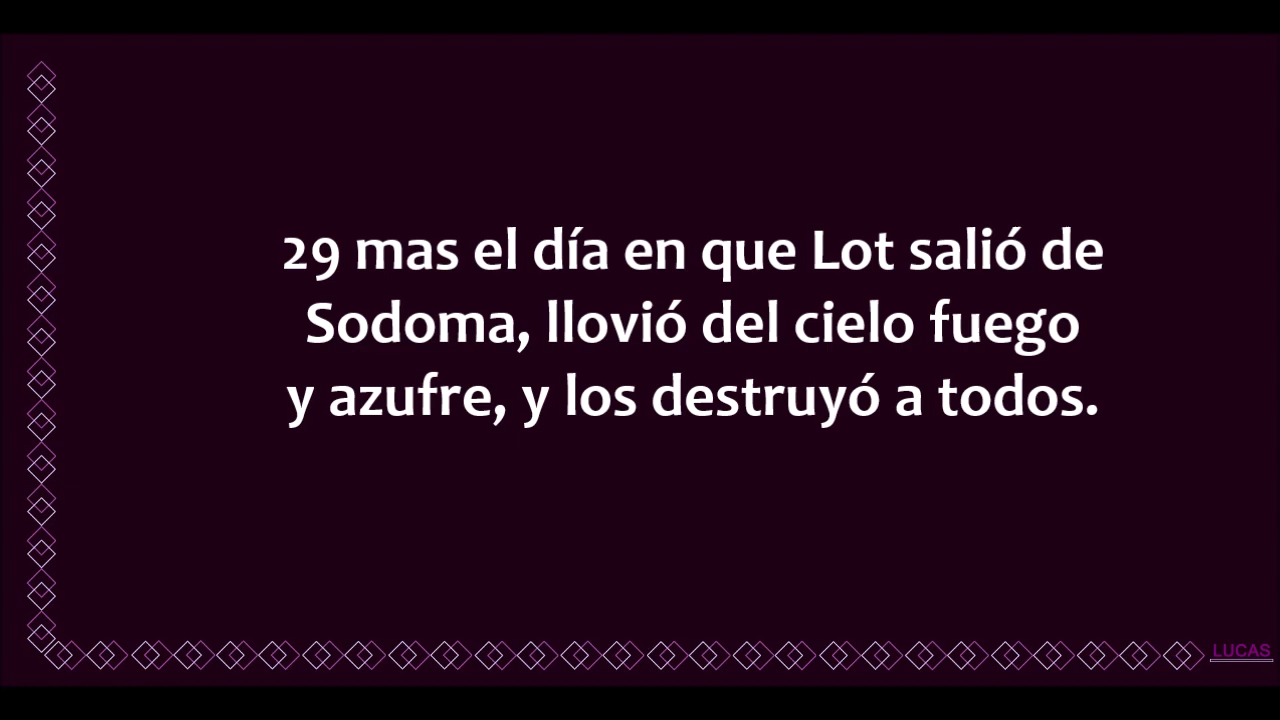 29 mas el día en que Lot salió de
Sodoma, llovió del cielo fuego
y azufre, y los destruyó a todos.
LUCAS